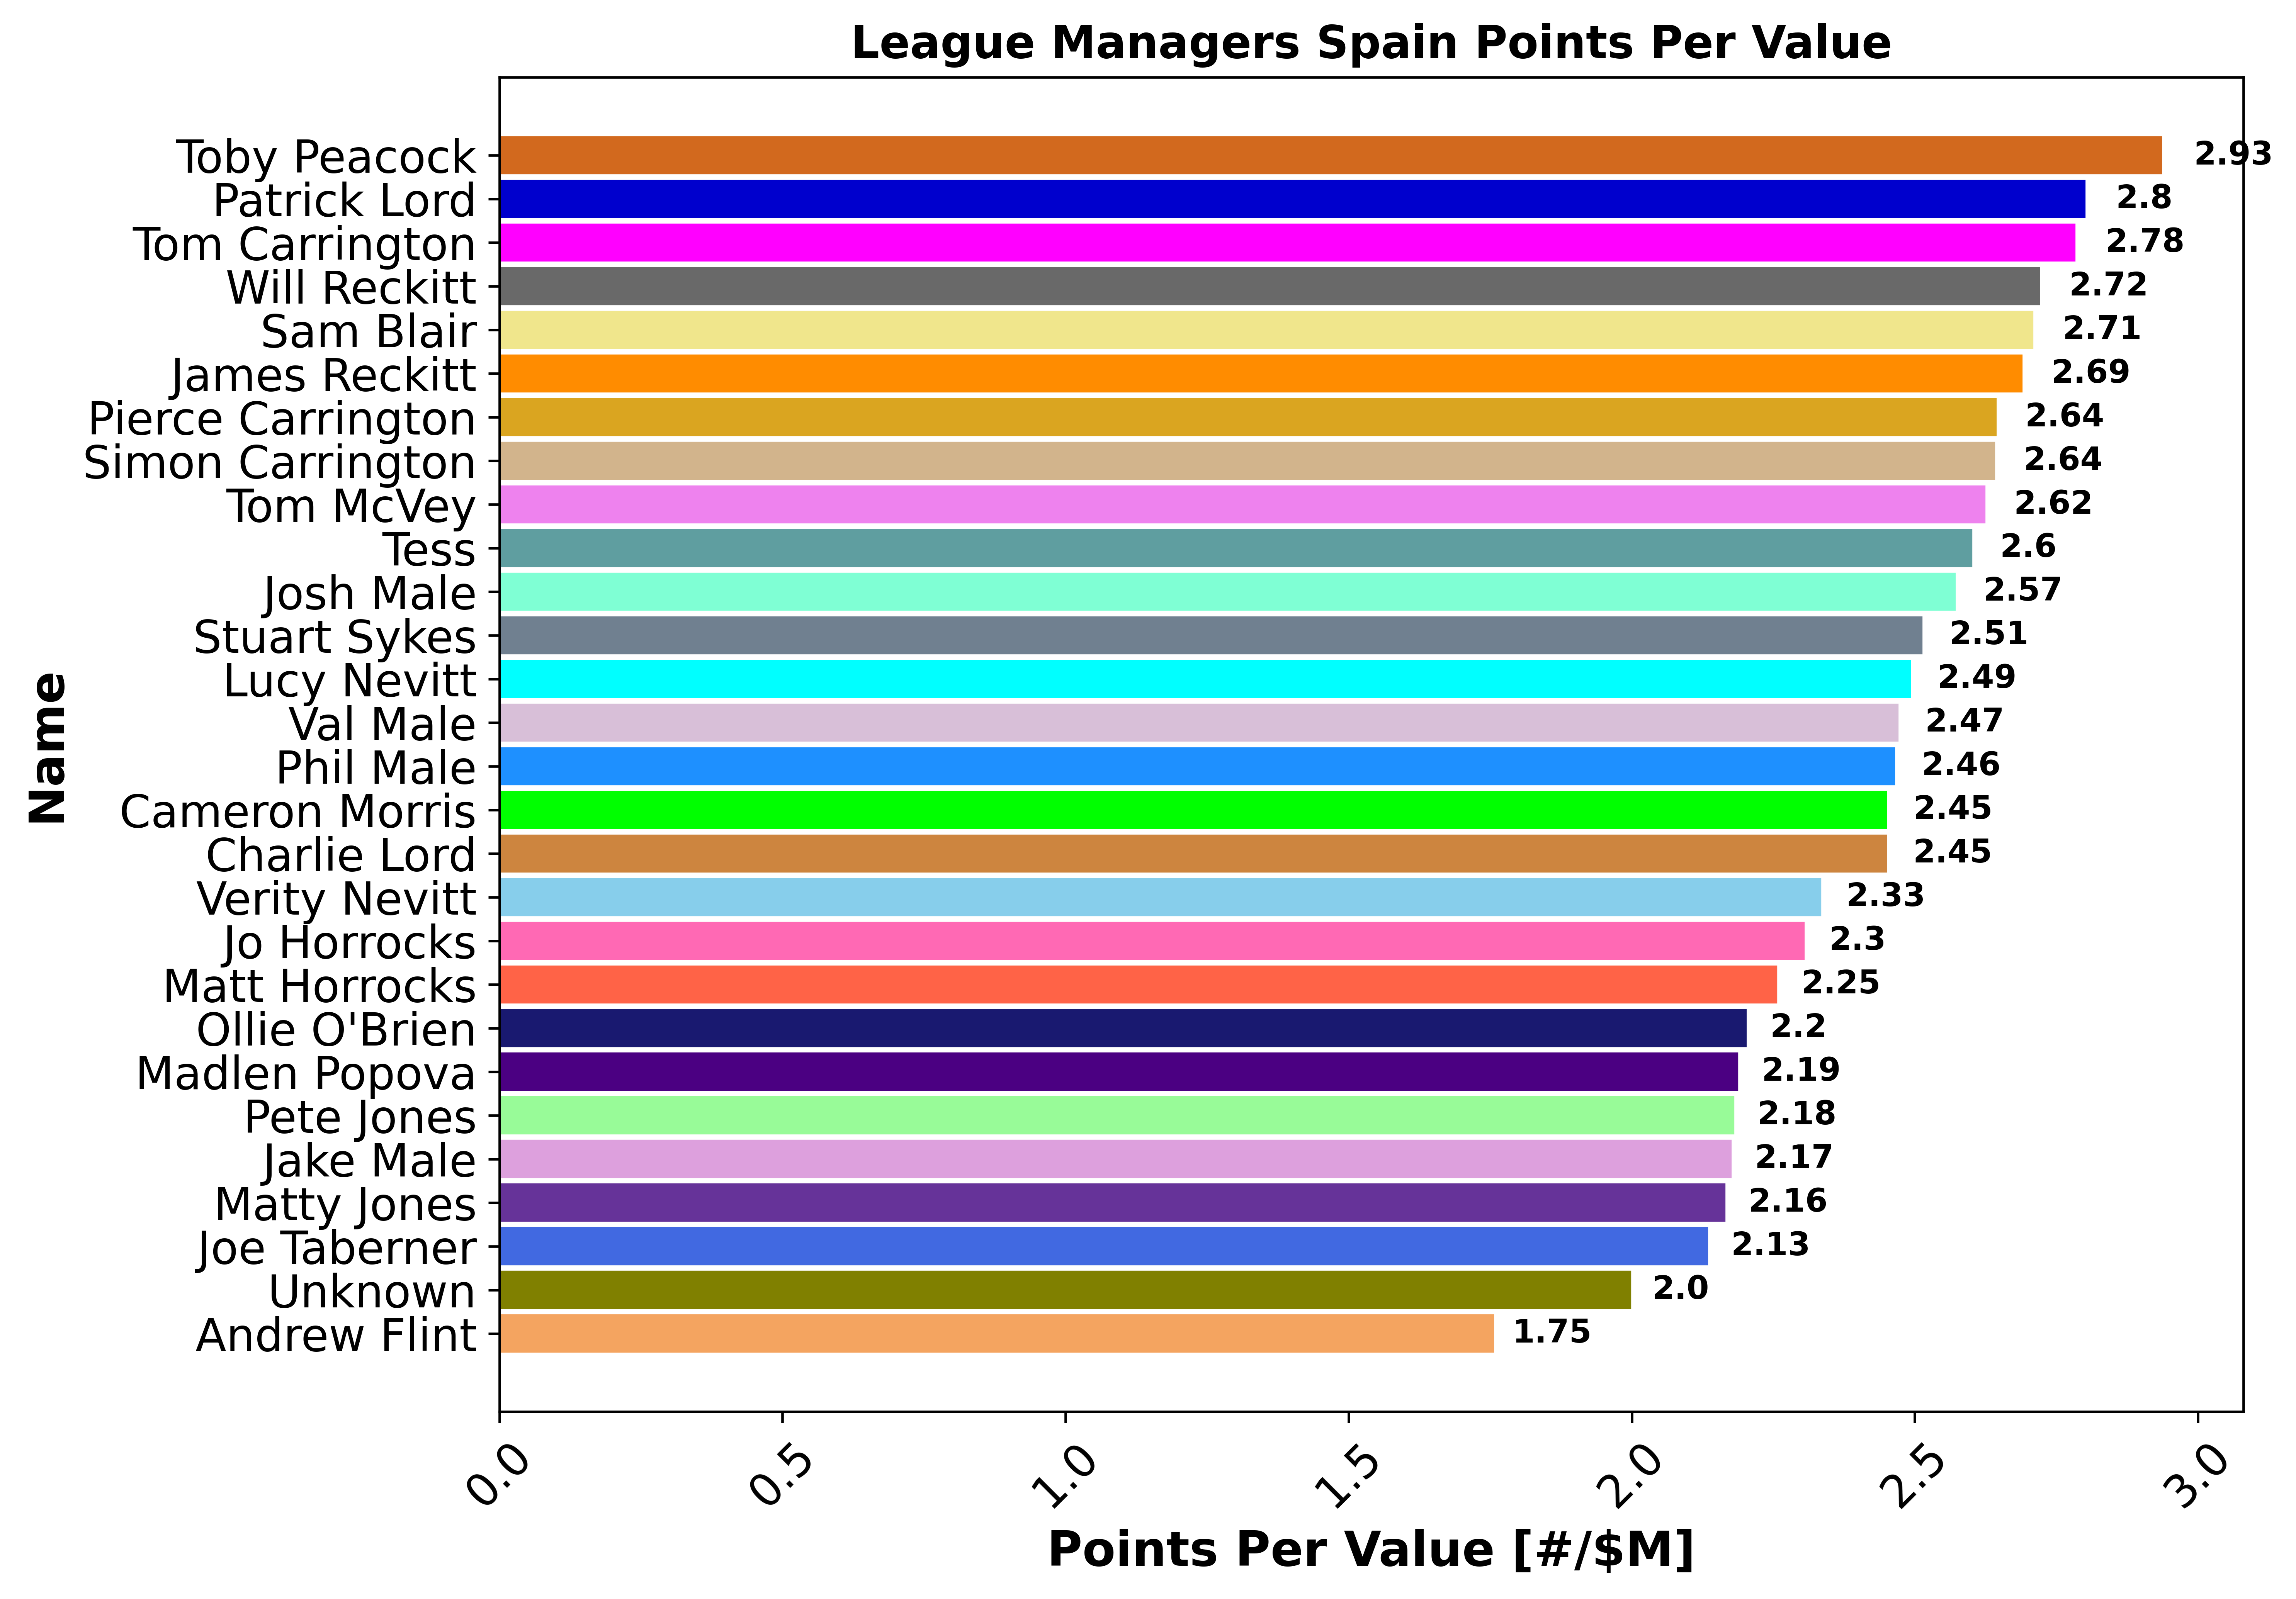 League Managers Spain Points Per Value
Toby Peacock 2.93
Patrick Lord 2.8
Tom Carrington 2.78
Will Reckitt 2.72
Sam Blair 2.71
James Reckitt 2.69
Pierce Carrington 2.64
Simon Carrington 2.64
Tom McVey 2.62
Tess 2.6
Josh Male 2.57
Stuart Sykes 2.51
Lucy Nevitt 2.49
Val Male 2.47
Phil Male 2.46
Cameron Morris 2.45
Charlie Lord 2.45
Verity Nevitt 2.33
Jo Horrocks 2.3
Matt Horrocks 2.25
Ollie O'Brien 2.2
Madlen Popova 2.19
Pete Jones 2.18
Jake Male 2.17
Matty Jones 2.16
Joe Taberner 2.13
Unknown 2.0
Andrew Flint 1.75
Name
0.0 0.5 1.0 1.5 2.0 2.5 3.0
Points Per Value [#/$M]